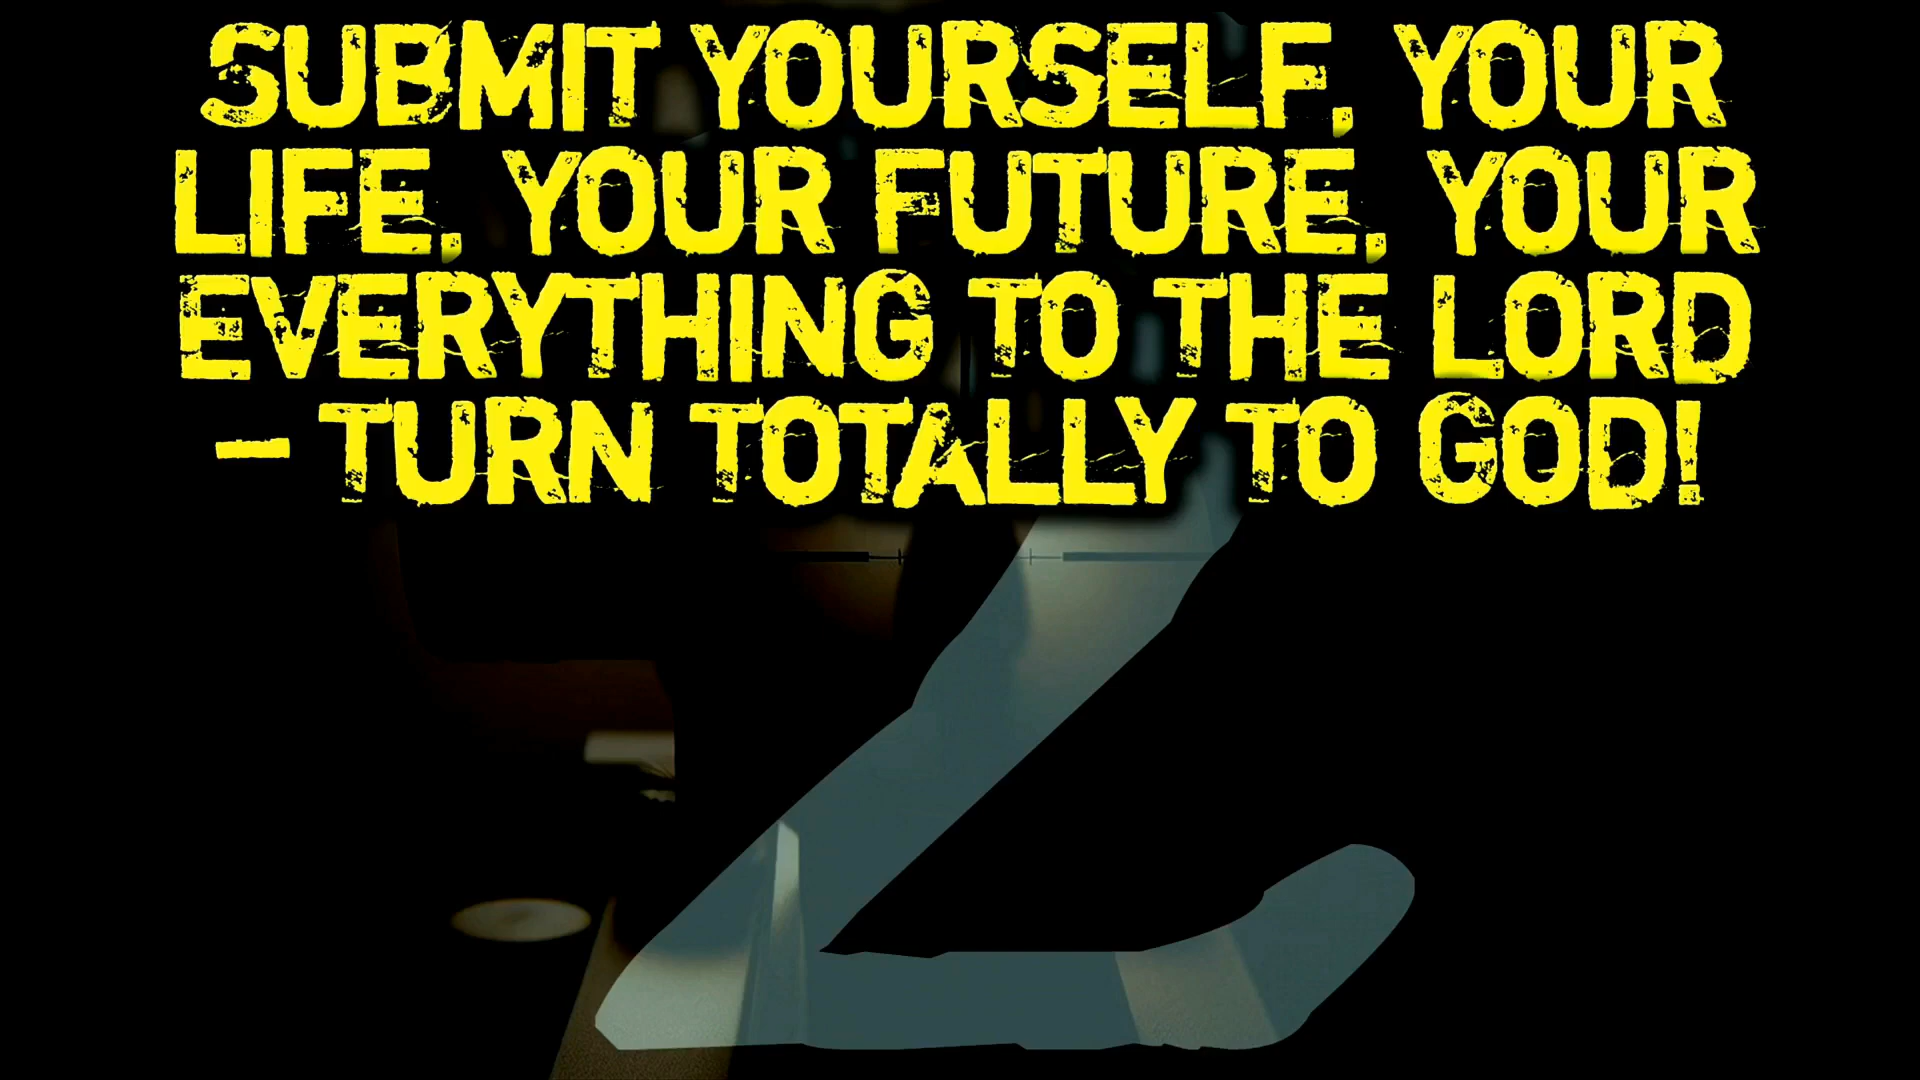 SUBMIT YOURSELF, YOUR
LIFE, YOUR FUTURE, YOUR
EVERYTHING TO THE LORD
– TURN TOTALLY TO GOD!